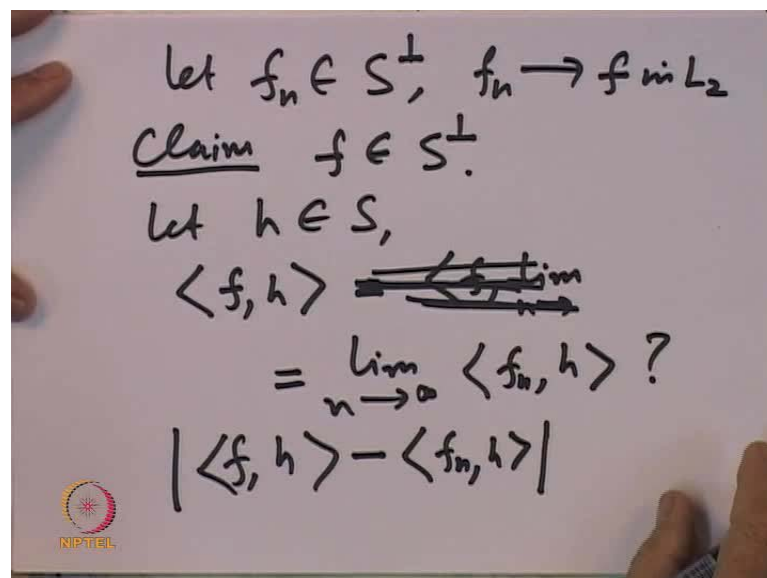 let fₙ ∈ S^⊥, fₙ → f in L₂
Claim f ∈ S^⊥.
let h ∈ S,
<f, h>
= lim n→∞ <fₙ, h> ?
|<f, h> − <fₙ, h>|
NPTEL